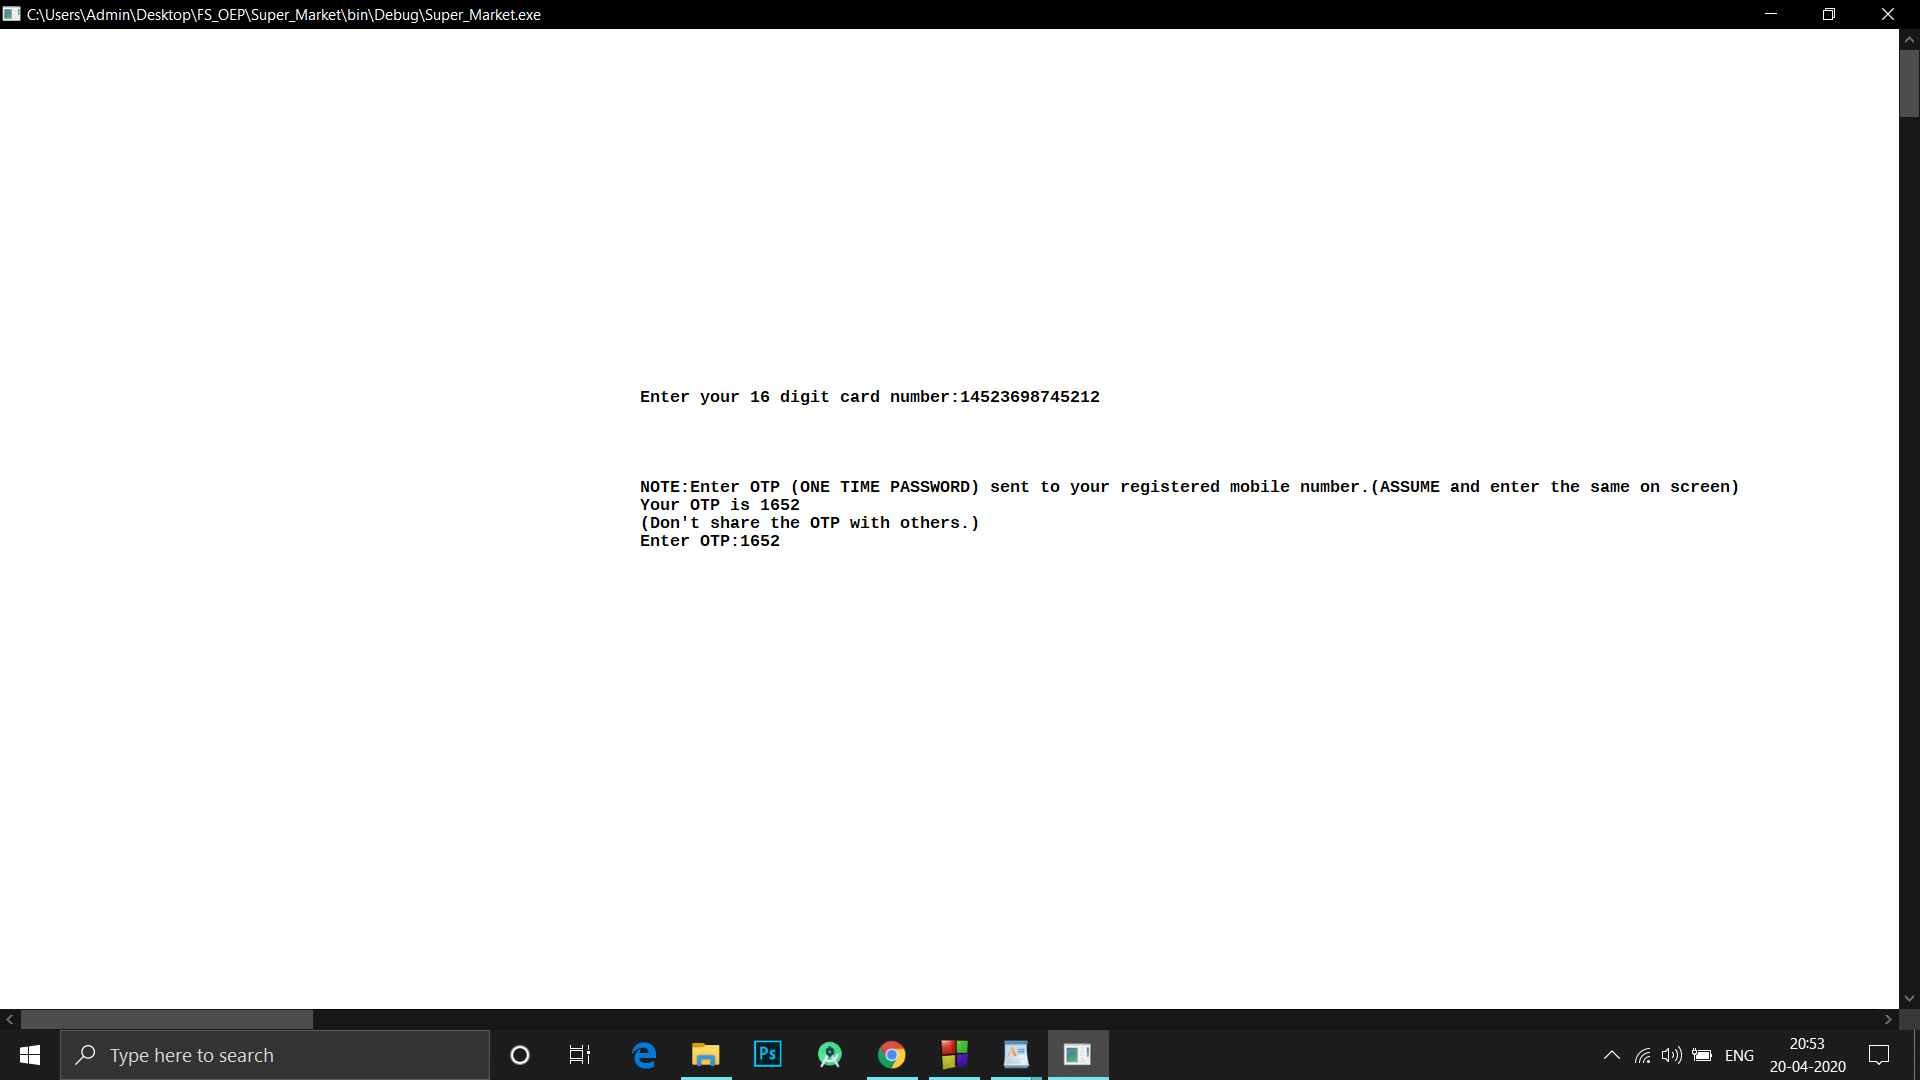 C:\Users\Admin\Desktop\FS_OEP\Super_Market\bin\Debug\Super_Market.exe
Enter your 16 digit card number:14523698745212
NOTE:Enter OTP (ONE TIME PASSWORD) sent to your registered mobile number.(ASSUME and enter the same on screen)
Your OTP is 1652
(Don't share the OTP with others.)
Enter OTP:1652
Type here to search
Ps
ENG
20:53
20-04-2020